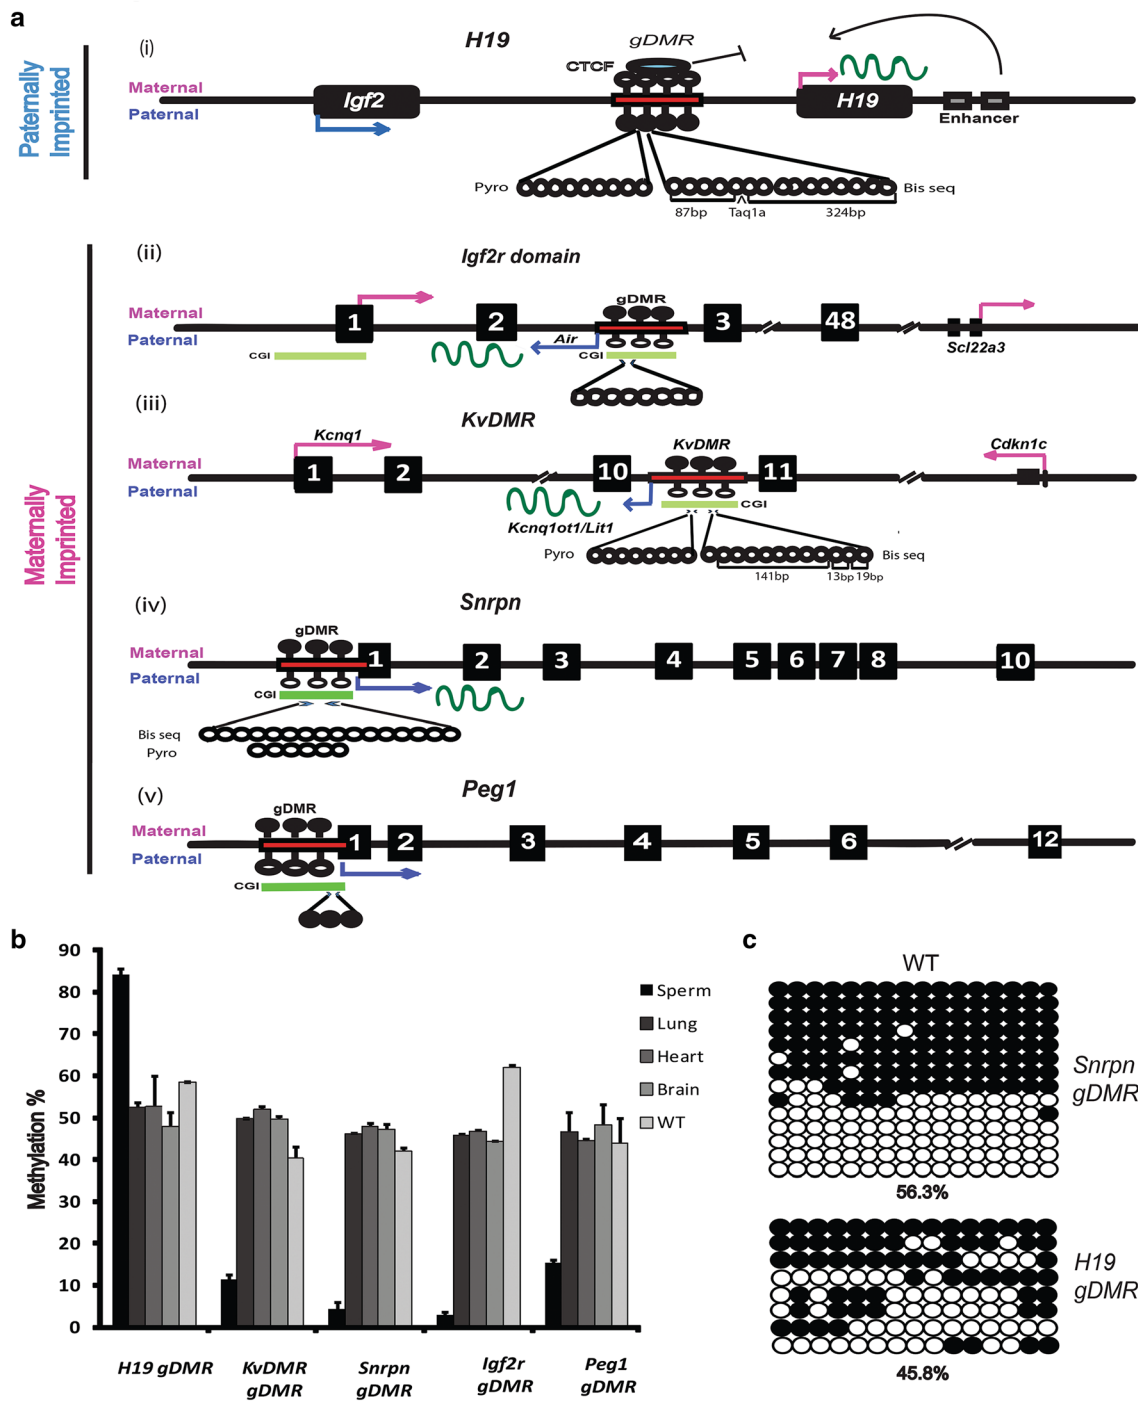 a
Paternally
Imprinted
(i)
H19
gDMR
CTCF
Maternal
Paternal
Igf2
H19
Enhancer
Pyro
Bis seq
87bp
Taq1a
324bp
Maternally
Imprinted
(ii)
Igf2r domain
gDMR
Maternal
Paternal
1
2
3
48
Air
CGI
CGI
Scl22a3
(iii)
KvDMR
Kcnq1
KvDMR
Cdkn1c
Maternal
Paternal
1
2
10
11
CGI
Kcnq1ot1/Lit1
Pyro
Bis seq
141bp
13bp
19bp
(iv)
Snrpn
gDMR
Maternal
Paternal
1
2
3
4
5
6
7
8
10
CGI
Bis seq
Pyro
(v)
Peg1
gDMR
Maternal
Paternal
1
2
3
4
5
6
12
CGI
b
Methylation %
90
80
70
60
50
40
30
20
10
0
Sperm
Lung
Heart
Brain
WT
H19 gDMR
KvDMR
gDMR
Snrpn
gDMR
Igf2r
gDMR
Peg1
gDMR
c
WT
Snrpn
gDMR
56.3%
H19
gDMR
45.8%